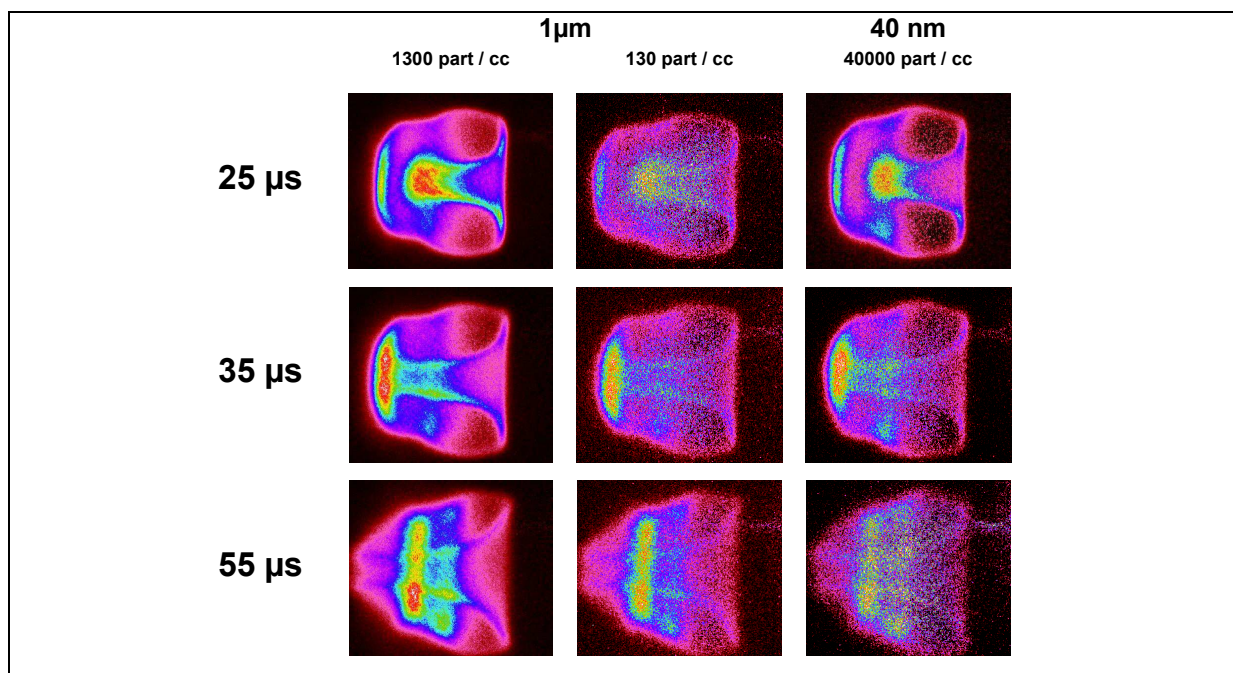 1µm 40 nm
1300 part / cc 130 part / cc 40000 part / cc
25 µs
35 µs
55 µs